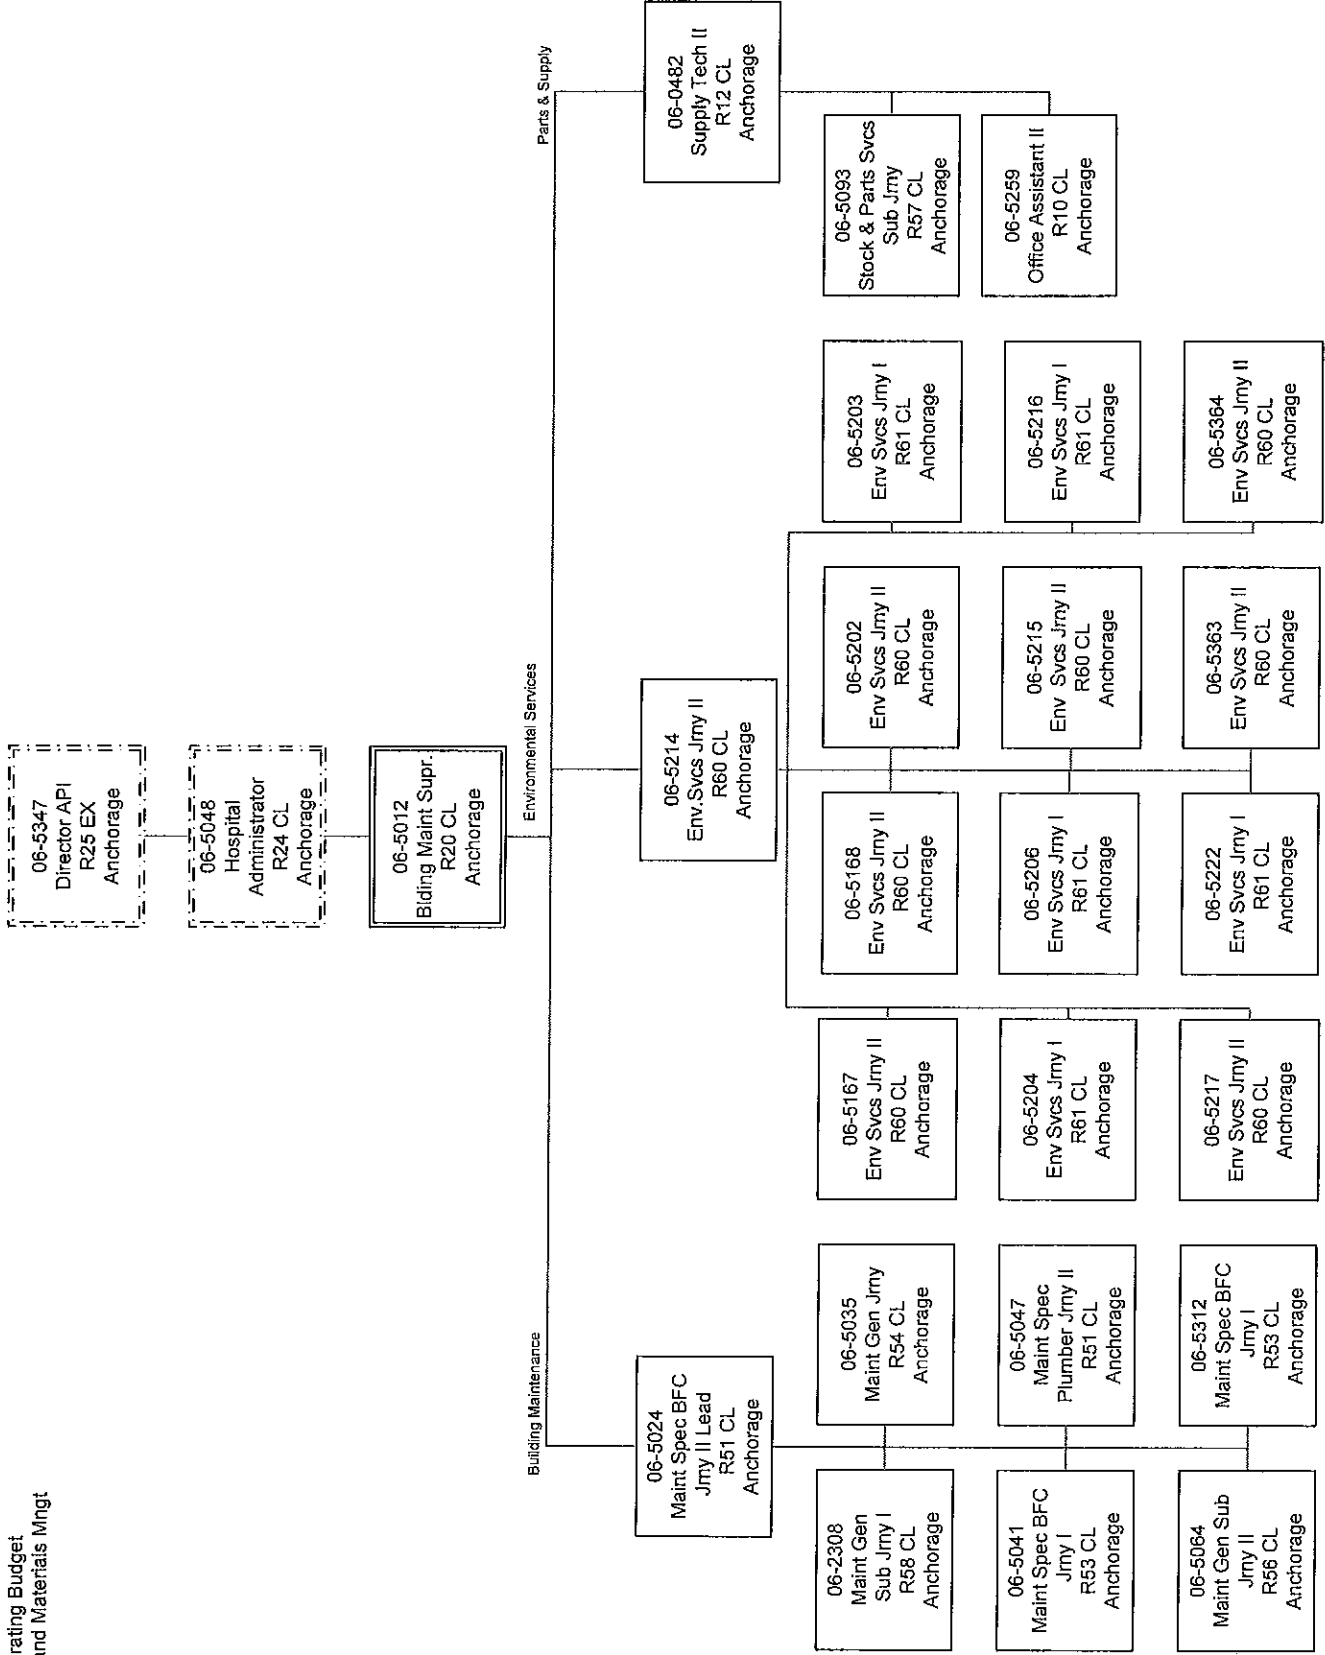 rating Budget
and Materials Mngt
06-5347
Director API
R25 EX
Anchorage
06-5048
Hospital
Administrator
R24 CL
Anchorage
06-5012
Blding Maint Supr.
R20 CL
Anchorage
Building Maintenance
Environmental Services
Parts & Supply
06-5024
Maint Spec BFC
Jrny II Lead
R51 CL
Anchorage
06-5214
Env.Svcs Jrny II
R60 CL
Anchorage
06-0482
Supply Tech II
R12 CL
Anchorage
06-2308
Maint Gen
Sub Jrny I
R58 CL
Anchorage
06-5035
Maint Gen Jrny
R54 CL
Anchorage
06-5167
Env Svcs Jrny II
R60 CL
Anchorage
06-5168
Env Svcs Jrny II
R60 CL
Anchorage
06-5202
Env Svcs Jrny II
R60 CL
Anchorage
06-5203
Env Svcs Jrny I
R61 CL
Anchorage
06-5093
Stock & Parts Svcs
Sub Jrny
R57 CL
Anchorage
06-5041
Maint Spec BFC
Jrny I
R53 CL
Anchorage
06-5047
Maint Spec
Plumber Jrny II
R51 CL
Anchorage
06-5204
Env Svcs Jrny I
R61 CL
Anchorage
06-5206
Env Svcs Jrny I
R61 CL
Anchorage
06-5215
Env Svcs Jrny II
R60 CL
Anchorage
06-5216
Env Svcs Jrny I
R61 CL
Anchorage
06-5259
Office Assistant II
R10 CL
Anchorage
06-5064
Maint Gen Sub
Jrny II
R56 CL
Anchorage
06-5312
Maint Spec BFC
Jrny I
R53 CL
Anchorage
06-5217
Env Svcs Jrny II
R60 CL
Anchorage
06-5222
Env Svcs Jrny I
R61 CL
Anchorage
06-5363
Env Svcs Jrny II
R60 CL
Anchorage
06-5364
Env Svcs Jrny II
R60 CL
Anchorage